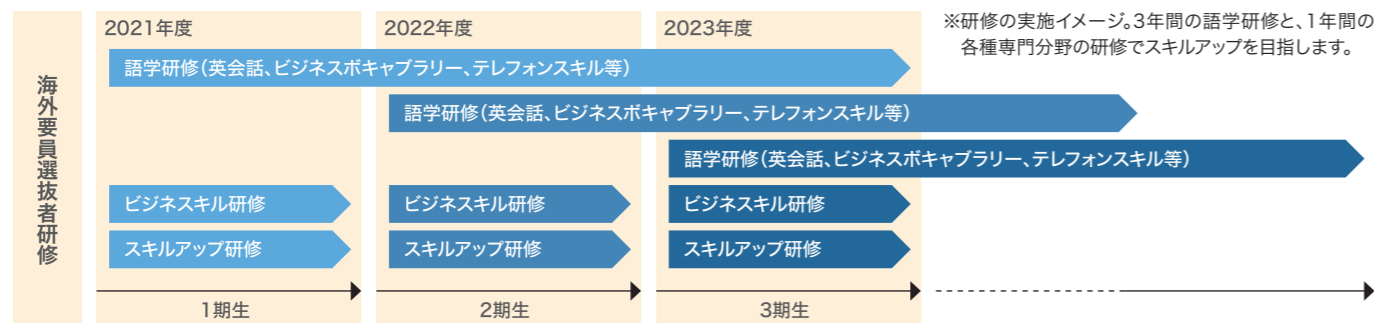 海外要員選抜者研修
2021年度
2022年度
2023年度
※研修の実施イメージ。3年間の語学研修と、1年間の
各種専門分野の研修でスキルアップを目指します。
語学研修（英会話、ビジネスボキャブラリー、テレフォンスキル等）
語学研修（英会話、ビジネスボキャブラリー、テレフォンスキル等）
語学研修（英会話、ビジネスボキャブラリー、テレフォンスキル等）
ビジネスキル研修
ビジネスキル研修
ビジネスキル研修
スキルアップ研修
スキルアップ研修
スキルアップ研修
1期生
2期生
3期生